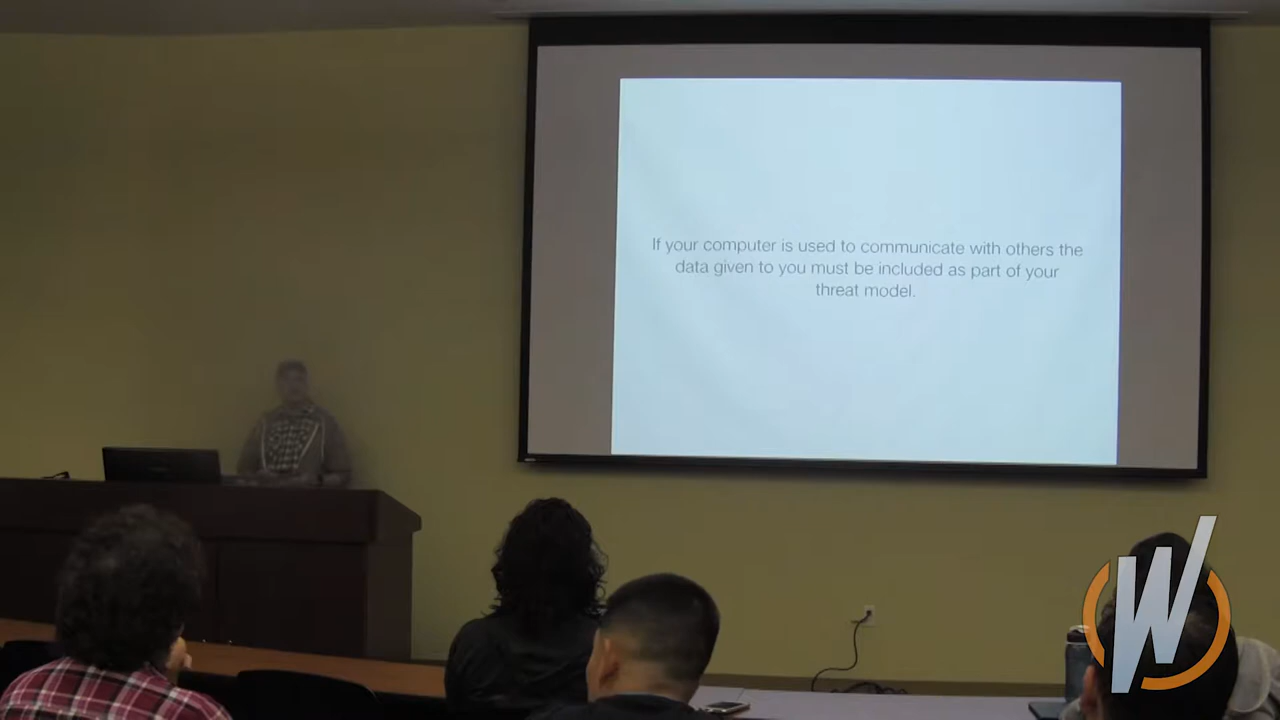 If your computer is used to communicate with others the
data given to you must be included as part of your
threat model.
W